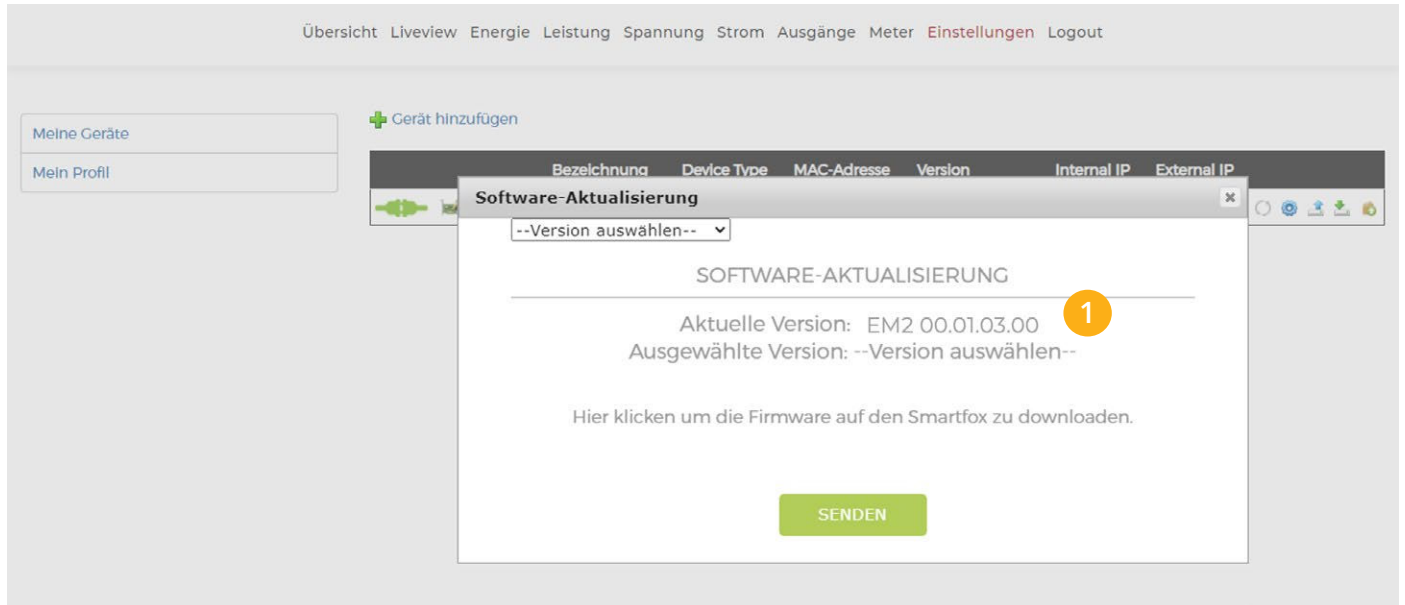 Übersicht Liveview Energie Leistung Spannung Strom Ausgänge Meter Einstellungen Logout
Meine Geräte
Mein Profil
Gerät hinzufügen
Bezeichnung Device Type MAC-Adresse Version Internal IP External IP
Software-Aktualisierung
--Version auswählen--
SOFTWARE-AKTUALISIERUNG
Aktuelle Version: EM2 00.01.03.00
1
Ausgewählte Version: --Version auswählen--
Hier klicken um die Firmware auf den Smartfox zu downloaden.
SENDEN